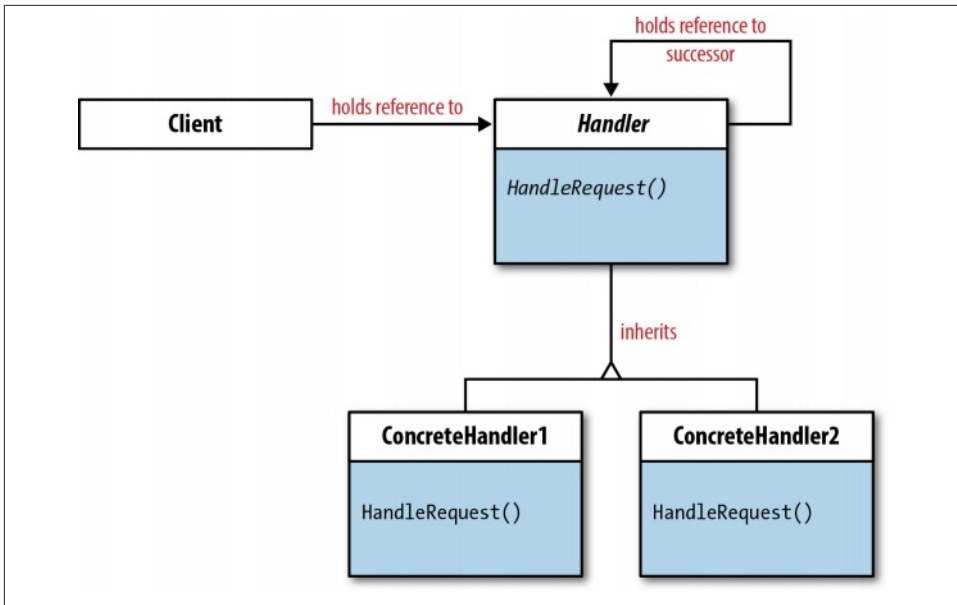 holds reference to
successor
Client
holds reference to
Handler
HandleRequest()
inherits
ConcreteHandler1
HandleRequest()
ConcreteHandler2
HandleRequest()